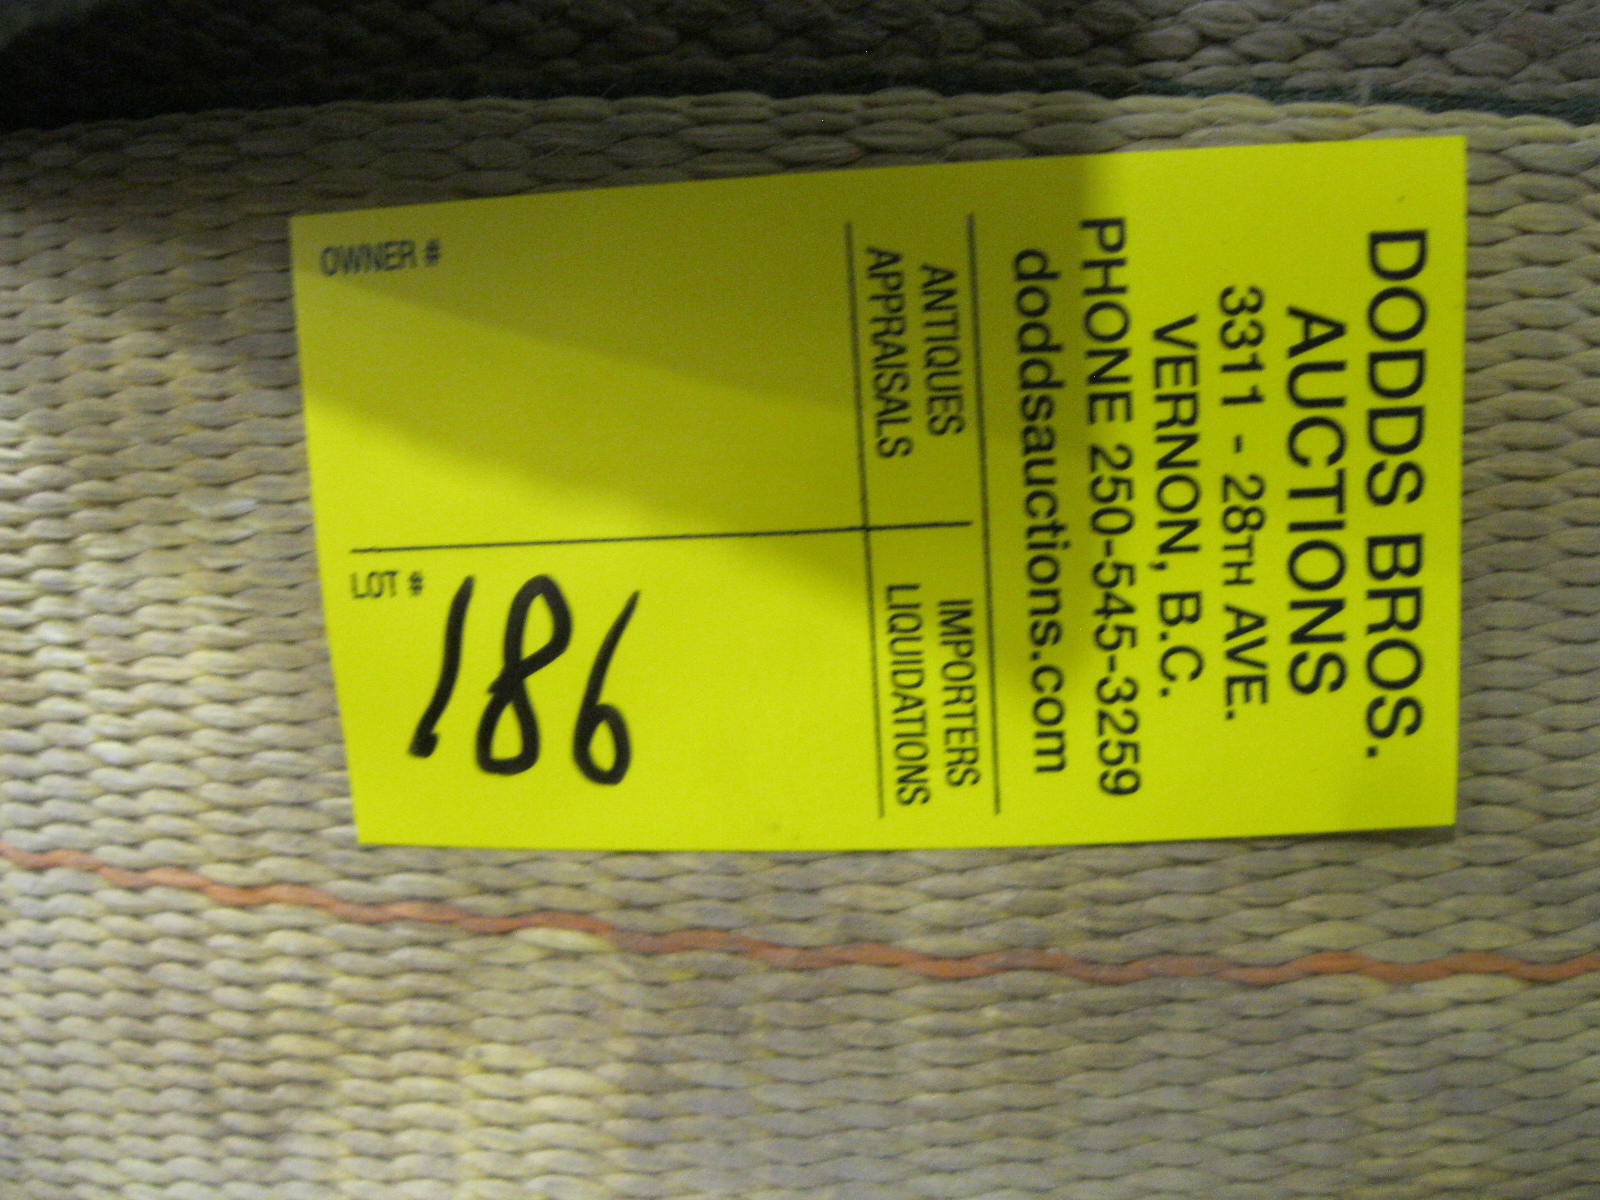 DODDS BROS.
AUCTIONS
3311 - 28TH AVE.
VERNON, B.C.
PHONE 250-545-3259
doddsauctions.com
ANTIQUES
APPRAISALS
IMPORTERS
LIQUIDATIONS
OWNER #
LOT #
186